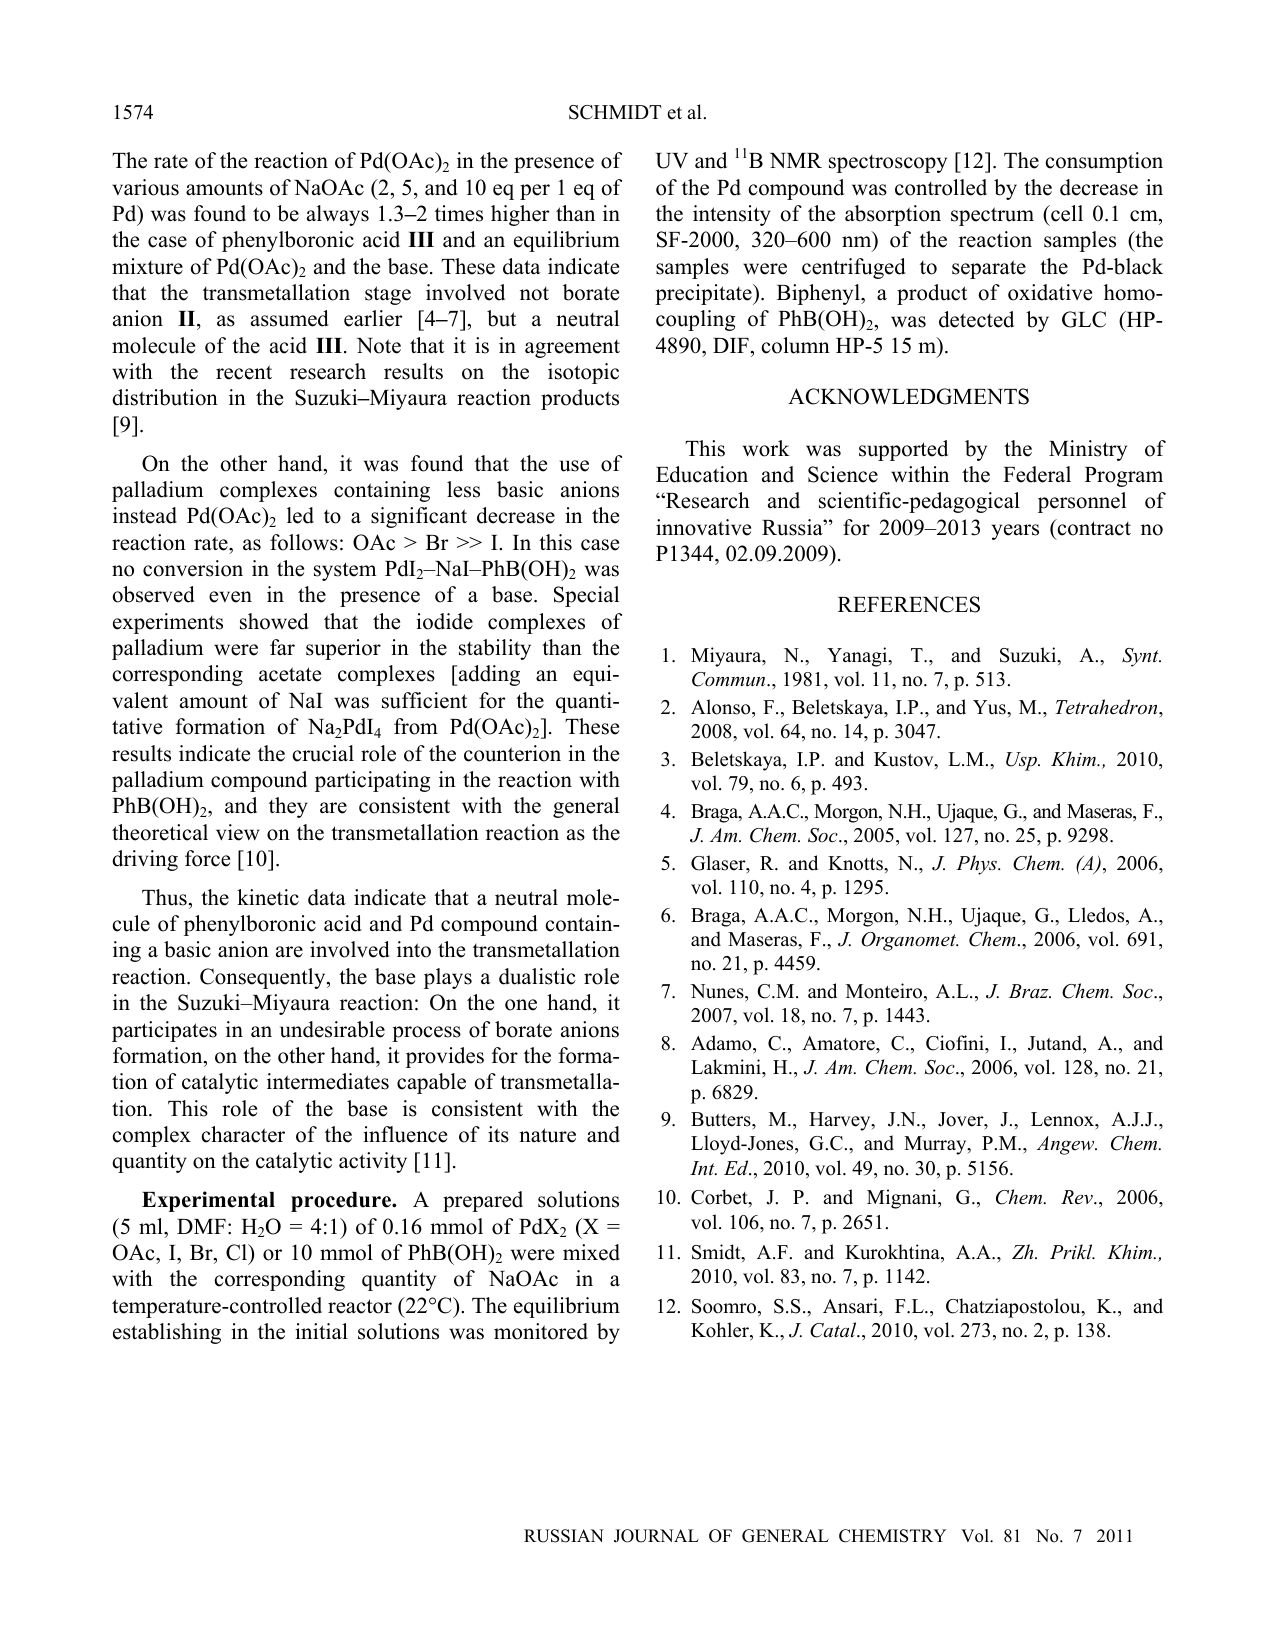 1574
SCHMIDT et al.
The rate of the reaction of Pd(OAc)₂ in the presence of
various amounts of NaOAc (2, 5, and 10 eq per 1 eq of
Pd) was found to be always 1.3–2 times higher than in
the case of phenylboronic acid III and an equilibrium
mixture of Pd(OAc)₂ and the base. These data indicate
that the transmetallation stage involved not borate
anion II, as assumed earlier [4–7], but a neutral
molecule of the acid III. Note that it is in agreement
with the recent research results on the isotopic
distribution in the Suzuki–Miyaura reaction products
[9].
On the other hand, it was found that the use of
palladium complexes containing less basic anions
instead Pd(OAc)₂ led to a significant decrease in the
reaction rate, as follows: OAc > Br >> I. In this case
no conversion in the system PdI₂–NaI–PhB(OH)₂ was
observed even in the presence of a base. Special
experiments showed that the iodide complexes of
palladium were far superior in the stability than the
corresponding acetate complexes [adding an equi-
valent amount of NaI was sufficient for the quanti-
tative formation of Na₂PdI₄ from Pd(OAc)₂]. These
results indicate the crucial role of the counterion in the
palladium compound participating in the reaction with
PhB(OH)₂, and they are consistent with the general
theoretical view on the transmetallation reaction as the
driving force [10].
Thus, the kinetic data indicate that a neutral mole-
cule of phenylboronic acid and Pd compound contain-
ing a basic anion are involved into the transmetallation
reaction. Consequently, the base plays a dualistic role
in the Suzuki–Miyaura reaction: On the one hand, it
participates in an undesirable process of borate anions
formation, on the other hand, it provides for the forma-
tion of catalytic intermediates capable of transmetalla-
tion. This role of the base is consistent with the
complex character of the influence of its nature and
quantity on the catalytic activity [11].
Experimental procedure. A prepared solutions
(5 ml, DMF: H₂O = 4:1) of 0.16 mmol of PdX₂ (X =
OAc, I, Br, Cl) or 10 mmol of PhB(OH)₂ were mixed
with the corresponding quantity of NaOAc in a
temperature-controlled reactor (22°C). The equilibrium
establishing in the initial solutions was monitored by
UV and ¹¹B NMR spectroscopy [12]. The consumption
of the Pd compound was controlled by the decrease in
the intensity of the absorption spectrum (cell 0.1 cm,
SF-2000, 320–600 nm) of the reaction samples (the
samples were centrifuged to separate the Pd-black
precipitate). Biphenyl, a product of oxidative homo-
coupling of PhB(OH)₂, was detected by GLC (HP-
4890, DIF, column HP-5 15 m).
ACKNOWLEDGMENTS
This work was supported by the Ministry of
Education and Science within the Federal Program
“Research and scientific-pedagogical personnel of
innovative Russia” for 2009–2013 years (contract no
P1344, 02.09.2009).
REFERENCES
1. Miyaura, N., Yanagi, T., and Suzuki, A., Synt.
Commun., 1981, vol. 11, no. 7, p. 513.
2. Alonso, F., Beletskaya, I.P., and Yus, M., Tetrahedron,
2008, vol. 64, no. 14, p. 3047.
3. Beletskaya, I.P. and Kustov, L.M., Usp. Khim., 2010,
vol. 79, no. 6, p. 493.
4. Braga, A.A.C., Morgon, N.H., Ujaque, G., and Maseras, F.,
J. Am. Chem. Soc., 2005, vol. 127, no. 25, p. 9298.
5. Glaser, R. and Knotts, N., J. Phys. Chem. (A), 2006,
vol. 110, no. 4, p. 1295.
6. Braga, A.A.C., Morgon, N.H., Ujaque, G., Lledos, A.,
and Maseras, F., J. Organomet. Chem., 2006, vol. 691,
no. 21, p. 4459.
7. Nunes, C.M. and Monteiro, A.L., J. Braz. Chem. Soc.,
2007, vol. 18, no. 7, p. 1443.
8. Adamo, C., Amatore, C., Ciofini, I., Jutand, A., and
Lakmini, H., J. Am. Chem. Soc., 2006, vol. 128, no. 21,
p. 6829.
9. Butters, M., Harvey, J.N., Jover, J., Lennox, A.J.J.,
Lloyd-Jones, G.C., and Murray, P.M., Angew. Chem.
Int. Ed., 2010, vol. 49, no. 30, p. 5156.
10. Corbet, J. P. and Mignani, G., Chem. Rev., 2006,
vol. 106, no. 7, p. 2651.
11. Smidt, A.F. and Kurokhtina, A.A., Zh. Prikl. Khim.,
2010, vol. 83, no. 7, p. 1142.
12. Soomro, S.S., Ansari, F.L., Chatziapostolou, K., and
Kohler, K., J. Catal., 2010, vol. 273, no. 2, p. 138.
RUSSIAN JOURNAL OF GENERAL CHEMISTRY Vol. 81 No. 7 2011